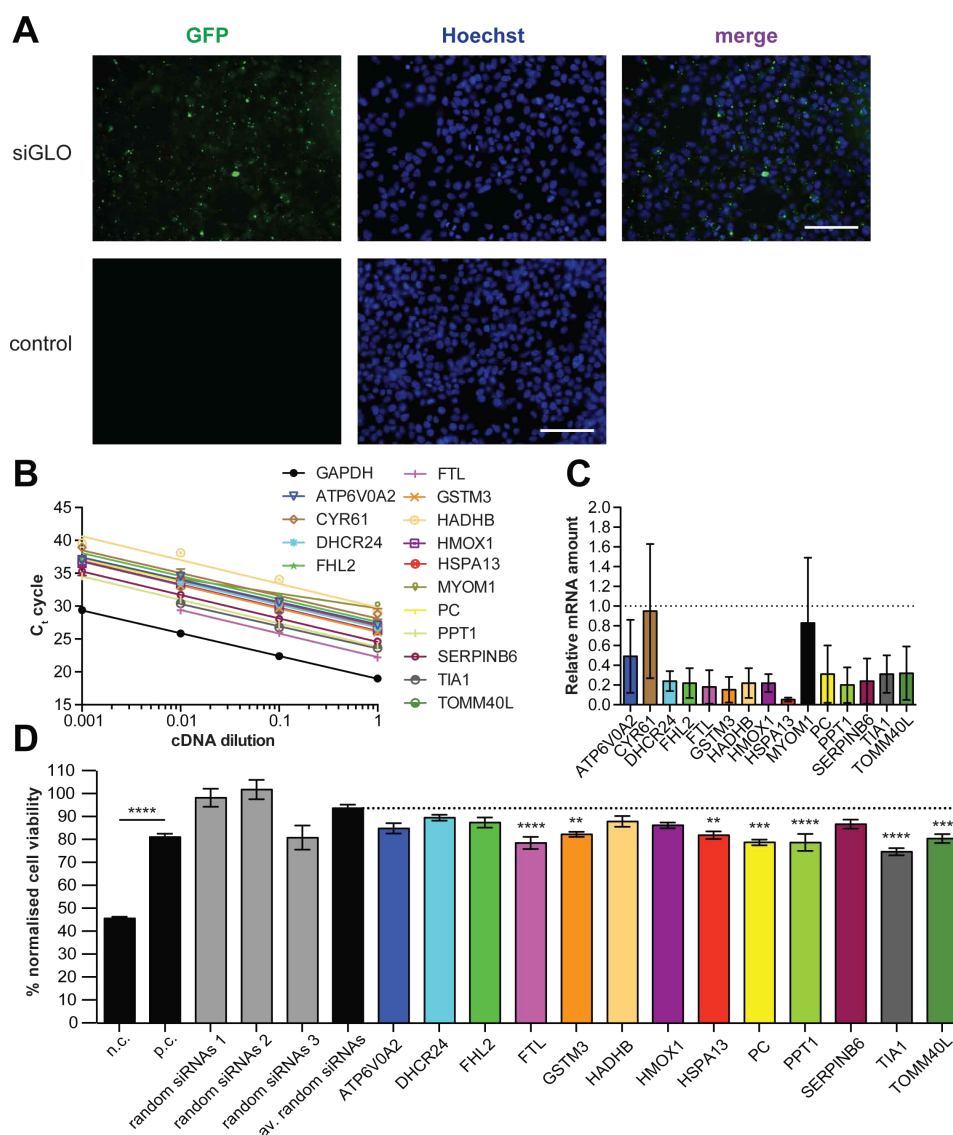 A
GFP Hoechst merge
siGLO
control
B
GAPDH
ATP6V0A2
CYR61
DHCR24
FHL2
FTL
GSTM3
HADHB
HMOX1
HSPA13
MYOM1
PC
PPT1
SERPINB6
TIA1
TOMM40L
Ct cycle
45
40
35
30
25
20
15
0.001 0.01 0.1 1
cDNA dilution
C
Relative mRNA amount
2.0
1.8
1.6
1.4
1.2
1.0
0.8
0.6
0.4
0.2
0.0
ATP6V0A2 CYR61 DHCR24 FHL2 FTL GSTM3 HADHB HMOX1 HSPA13 MYOM1 PC PPT1 SERPINB6 TIA1 TOMM40L
D
% normalised cell viability
110
100
90
80
70
60
50
40
30
20
10
0
**** **** ** ** *** **** **** ***
n.c. p.c. random siRNAs 1 random siRNAs 2 random siRNAs 3 av. random siRNAs ATP6V0A2 DHCR24 FHL2 FTL GSTM3 HADHB HMOX1 HSPA13 PC PPT1 SERPINB6 TIA1 TOMM40L